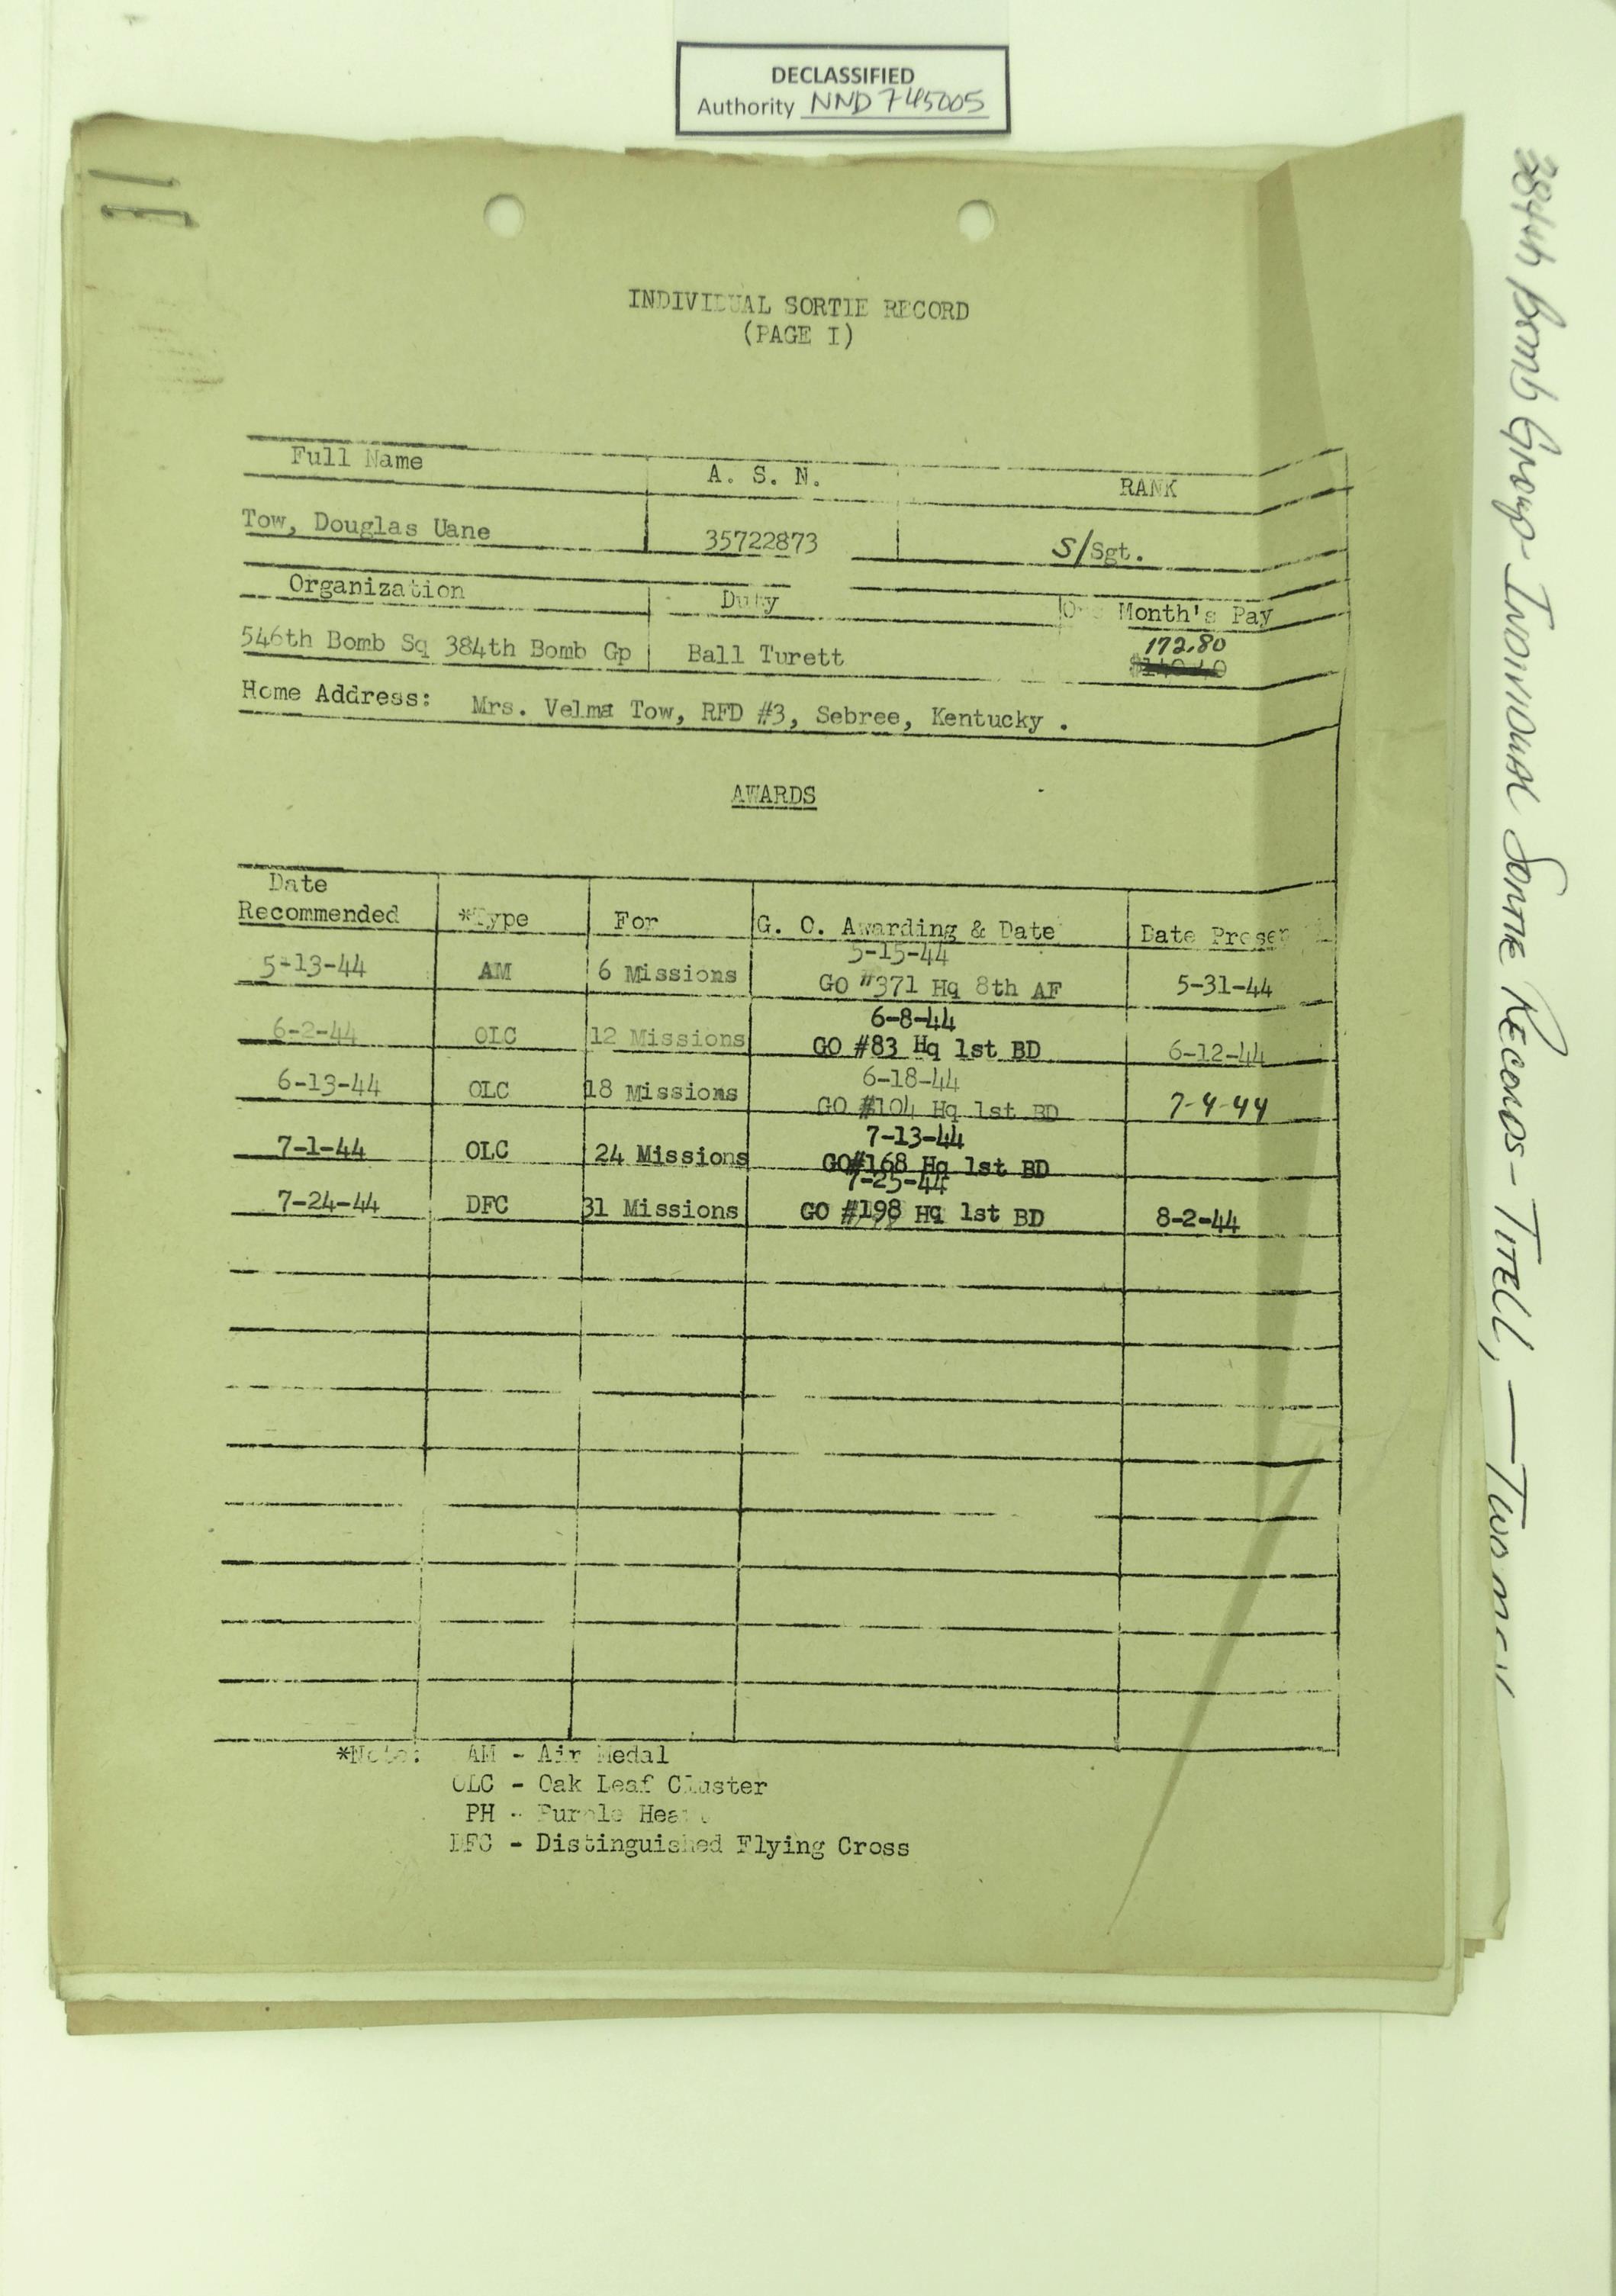 DECLASSIFIED
Authority NND 745005
INDIVIDUAL SORTIE RECORD
(PAGE I)
Full Name A. S. N. RANK
Tow, Douglas Uane 35722873 S/Sgt.
Organization Duty One Month's Pay
172.80
546th Bomb Sq 384th Bomb Gp Ball Turett
Home Address: Mrs. Velma Tow, RFD #3, Sebree, Kentucky .
AWARDS
Date
Recommended *Type For G. O. Awarding & Date Date Presen
5-15-44
5-13-44 AM 6 Missions GO #371 Hq 8th AF 5-31-44
6-8-44
6-2-44 OLC 12 Missions GO #83 Hq 1st BD 6-12-44
6-18-44
6-13-44 OLC 18 Missions GO #104 Hq 1st BD 7-4-44
7-13-44
7-1-44 OLC 24 Missions GO#168 Hq 1st BD
7-25-44
7-24-44 DFC 31 Missions GO #198 Hq 1st BD 8-2-44
*Note: AM - Air Medal
OLC - Oak Leaf Cluster
PH - Purple Heart
DFC - Distinguished Flying Cross
384th Bomb Group - INDIVIDUAL SORTIE RECORDS - TITELL, —